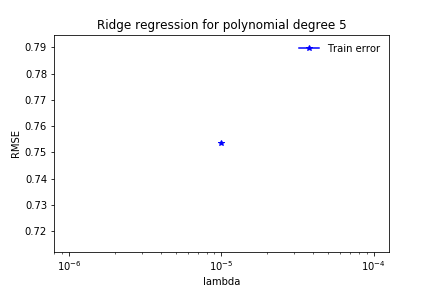 Ridge regression for polynomial degree 5
Train error
0.79
0.78
0.77
0.76
0.75
0.74
0.73
0.72
RMSE
10⁻⁶
10⁻⁵
10⁻⁴
lambda